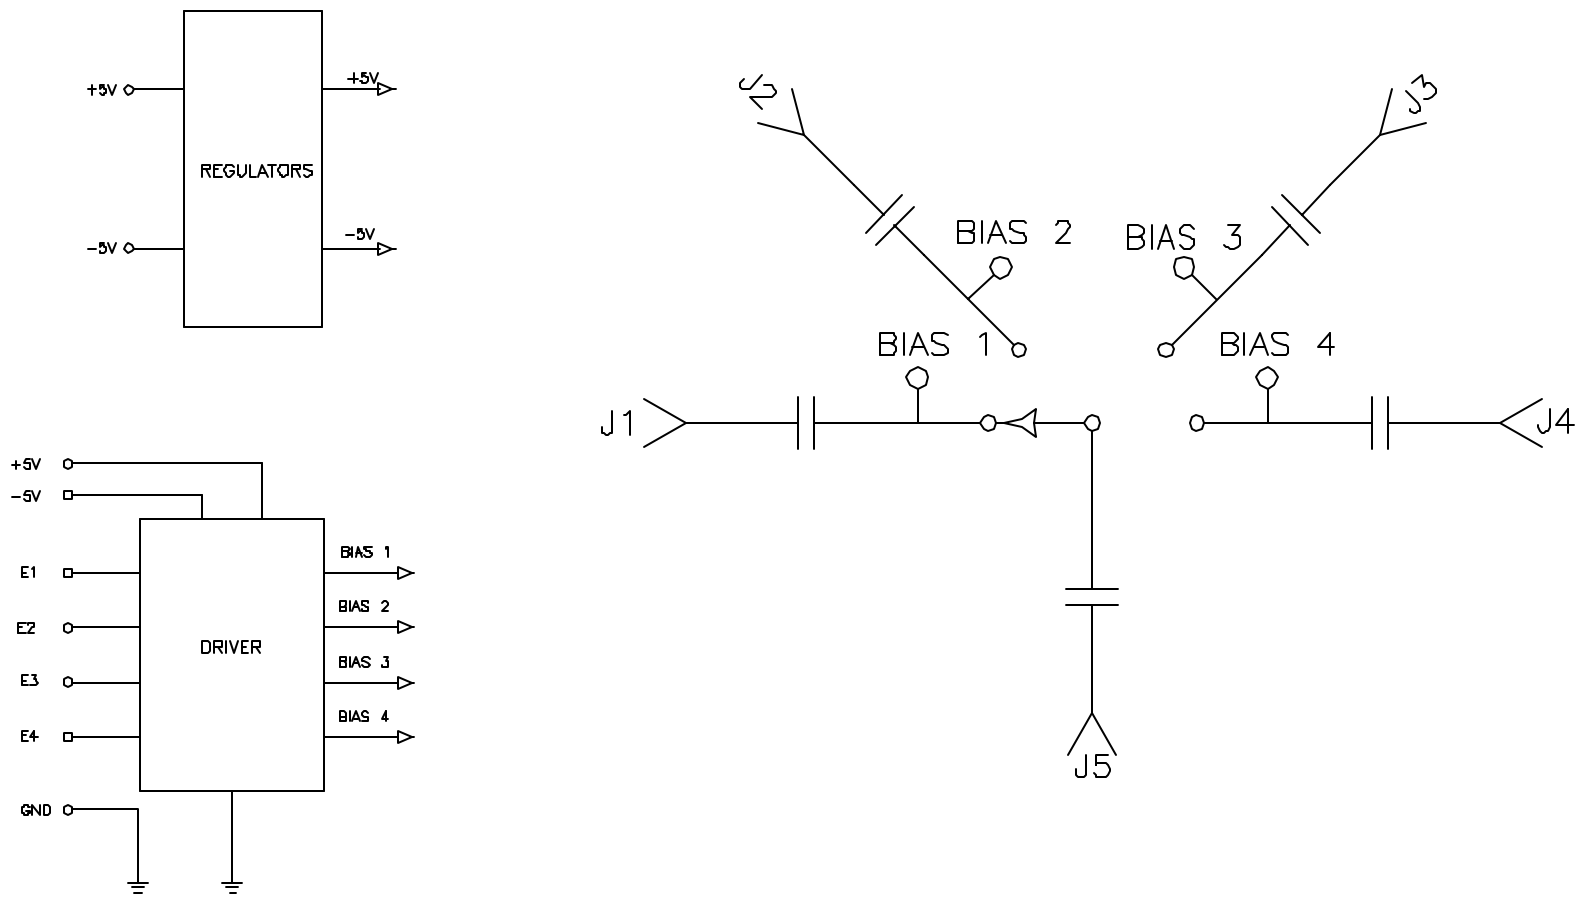 +5V
+5V
REGULATORS
-5V
-5V
J2
J3
BIAS 2
BIAS 3
BIAS 1
BIAS 4
J1
J4
J5
+5V
-5V
BIAS 1
E1
BIAS 2
E2
DRIVER
BIAS 3
E3
BIAS 4
E4
GND